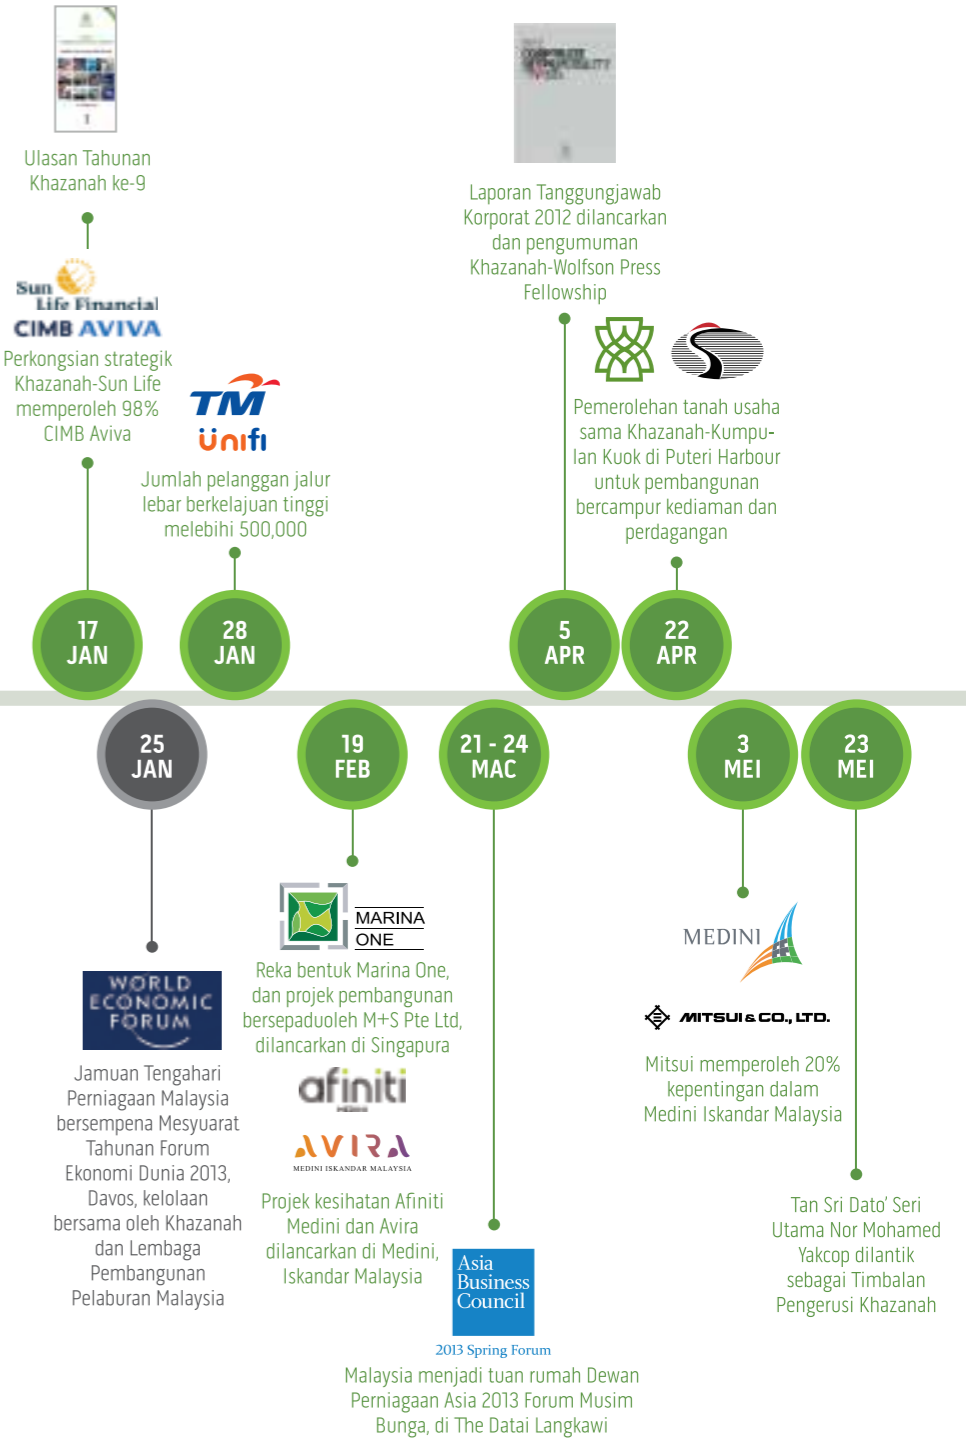 Ulasan Tahunan
Khazanah ke-9
Sun
Life Financial
CIMB AVIVA
Perkongsian strategik
Khazanah-Sun Life
memperoleh 98%
CIMB Aviva
17
JAN
TM
unifi
Jumlah pelanggan jalur
lebar berkelajuan tinggi
melebihi 500,000
28
JAN
CORPORATE
RESPONSIBILITY
Laporan Tanggungjawab
Korporat 2012 dilancarkan
dan pengumuman
Khazanah-Wolfson Press
Fellowship
5
APR
Pemerolehan tanah usaha
sama Khazanah-Kumpu-
lan Kuok di Puteri Harbour
untuk pembangunan
bercampur kediaman dan
perdagangan
22
APR
25
JAN
WORLD
ECONOMIC
FORUM
Jamuan Tengahari
Perniagaan Malaysia
bersempena Mesyuarat
Tahunan Forum
Ekonomi Dunia 2013,
Davos, kelolaan
bersama oleh Khazanah
dan Lembaga
Pembangunan
Pelaburan Malaysia
19
FEB
MARINA
ONE
Reka bentuk Marina One,
dan projek pembangunan
bersepaduoleh M+S Pte Ltd,
dilancarkan di Singapura
afiniti
AVIRA
MEDINI ISKANDAR MALAYSIA
Projek kesihatan Afiniti
Medini dan Avira
dilancarkan di Medini,
Iskandar Malaysia
21 - 24
MAC
Asia
Business
Council
2013 Spring Forum
Malaysia menjadi tuan rumah Dewan
Perniagaan Asia 2013 Forum Musim
Bunga, di The Datai Langkawi
3
MEI
MEDINI
MITSUI & CO., LTD.
Mitsui memperoleh 20%
kepentingan dalam
Medini Iskandar Malaysia
23
MEI
Tan Sri Dato’ Seri
Utama Nor Mohamed
Yakcop dilantik
sebagai Timbalan
Pengerusi Khazanah